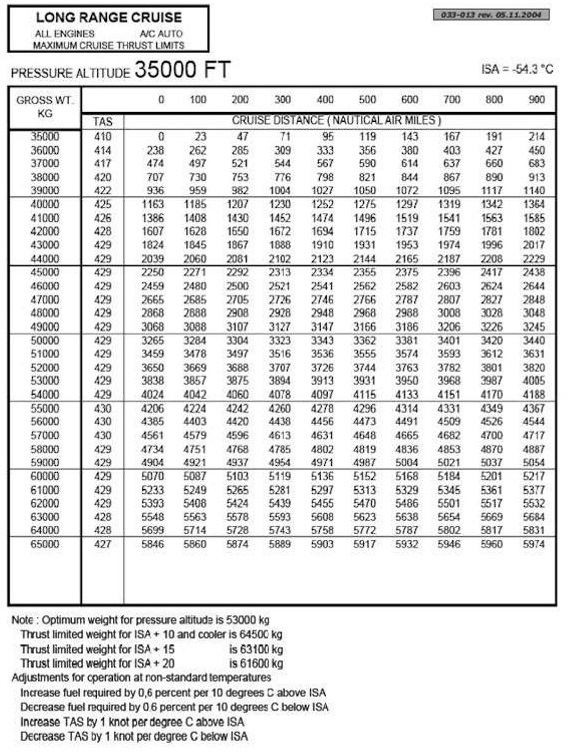 LONG RANGE CRUISE
ALL ENGINES A/C AUTO
MAXIMUM CRUISE THRUST LIMITS
033-013 rev. 05.11.2004
PRESSURE ALTITUDE 35000 FT
ISA = -54.3 °C
GROSS WT. KG 0 100 200 300 400 500 600 700 800 900
TAS CRUISE DISTANCE ( NAUTICAL AIR MILES )
35000 410 0 23 47 71 95 119 143 167 191 214
36000 414 238 262 285 309 333 356 380 403 427 450
37000 417 474 497 521 544 567 590 614 637 660 683
38000 420 707 730 753 776 798 821 844 867 890 913
39000 422 936 959 982 1004 1027 1050 1072 1095 1117 1140
40000 425 1163 1185 1207 1230 1252 1275 1297 1319 1342 1364
41000 426 1386 1408 1430 1452 1474 1496 1519 1541 1563 1585
42000 428 1607 1628 1650 1672 1694 1715 1737 1759 1781 1802
43000 429 1824 1845 1867 1888 1910 1931 1953 1974 1996 2017
44000 429 2039 2060 2081 2102 2123 2144 2165 2187 2208 2229
45000 429 2250 2271 2292 2313 2334 2355 2375 2396 2417 2438
46000 429 2459 2480 2500 2521 2541 2562 2582 2603 2624 2644
47000 429 2665 2685 2705 2726 2746 2766 2787 2807 2827 2848
48000 429 2868 2888 2908 2928 2948 2968 2988 3008 3028 3048
49000 429 3068 3088 3107 3127 3147 3166 3186 3206 3226 3245
50000 429 3265 3284 3304 3323 3343 3362 3381 3401 3420 3440
51000 429 3459 3478 3497 3516 3536 3555 3574 3593 3612 3631
52000 429 3650 3669 3688 3707 3726 3744 3763 3782 3801 3820
53000 429 3838 3857 3875 3894 3913 3931 3950 3968 3987 4005
54000 429 4024 4042 4060 4078 4097 4115 4133 4151 4170 4188
55000 430 4206 4224 4242 4260 4278 4296 4314 4331 4349 4367
56000 430 4385 4403 4420 4438 4456 4473 4491 4509 4526 4544
57000 430 4561 4579 4596 4613 4631 4648 4665 4682 4700 4717
58000 429 4734 4751 4768 4785 4802 4819 4836 4853 4870 4887
59000 429 4904 4921 4937 4954 4971 4987 5004 5021 5037 5054
60000 429 5070 5087 5103 5119 5136 5152 5168 5184 5201 5217
61000 429 5233 5249 5265 5281 5297 5313 5329 5345 5361 5377
62000 429 5393 5408 5424 5439 5455 5470 5486 5501 5517 5532
63000 428 5548 5563 5578 5593 5608 5623 5638 5654 5669 5684
64000 428 5699 5714 5728 5743 5758 5772 5787 5802 5817 5831
65000 427 5846 5860 5874 5889 5903 5917 5932 5946 5960 5974
Note : Optimum weight for pressure altitude is 53000 kg
Thrust limited weight for ISA + 10 and cooler is 64500 kg
Thrust limited weight for ISA + 15 is 63100 kg
Thrust limited weight for ISA + 20 is 61600 kg
Adjustments for operation at non-standard temperatures
Increase fuel required by 0,6 percent per 10 degrees C above ISA
Decrease fuel required by 0.6 percent per 10 degrees C below ISA
Increase TAS by 1 knot per degree C above ISA
Decrease TAS by 1 knot per degree C below ISA